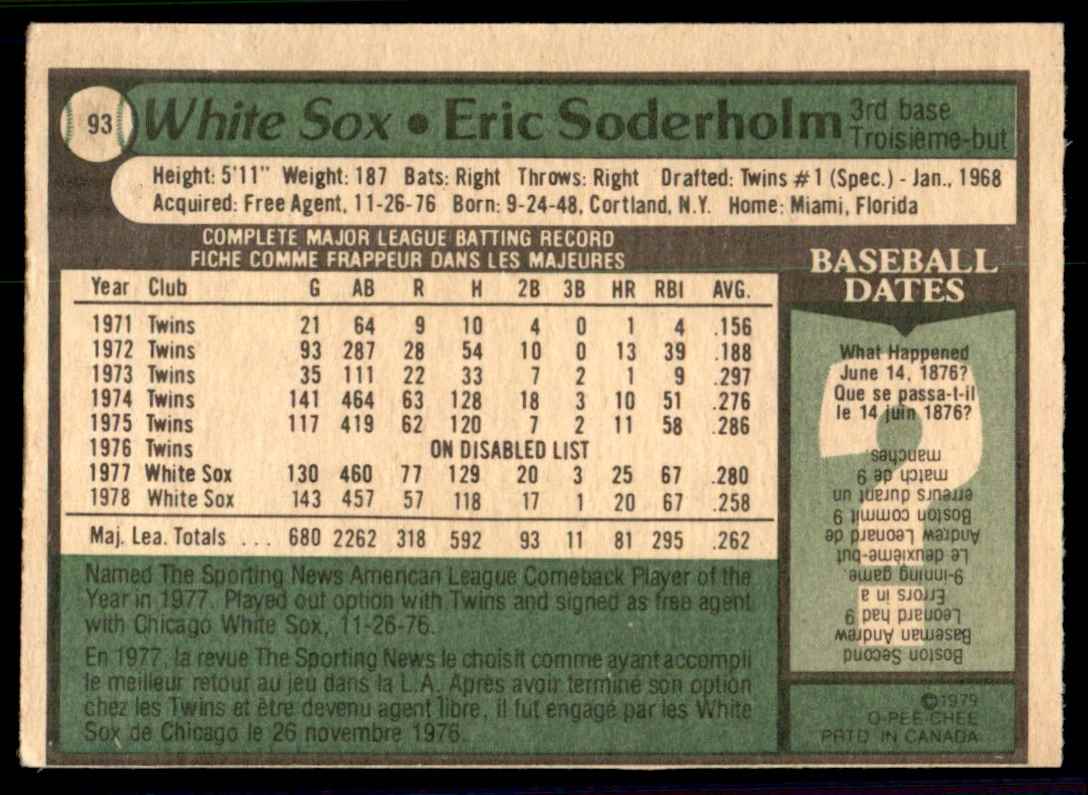 93 White Sox • Eric Soderholm 3rd base
Troisième-but
Height: 5'11" Weight: 187 Bats: Right Throws: Right Drafted: Twins #1 (Spec.) - Jan., 1968
Acquired: Free Agent, 11-26-76 Born: 9-24-48, Cortland, N.Y. Home: Miami, Florida
COMPLETE MAJOR LEAGUE BATTING RECORD
FICHE COMME FRAPPEUR DANS LES MAJEURES
Year Club G AB R H 2B 3B HR RBI AVG.
1971 Twins 21 64 9 10 4 0 1 4 .156
1972 Twins 93 287 28 54 10 0 13 39 .188
1973 Twins 35 111 22 33 7 2 1 9 .297
1974 Twins 141 464 63 128 18 3 10 51 .276
1975 Twins 117 419 62 120 7 2 11 58 .286
1976 Twins ON DISABLED LIST
1977 White Sox 130 460 77 129 20 3 25 67 .280
1978 White Sox 143 457 57 118 17 1 20 67 .258
Maj. Lea. Totals ... 680 2262 318 592 93 11 81 295 .262
Named The Sporting News American League Comeback Player of the
Year in 1977. Played out option with Twins and signed as free agent
with Chicago White Sox, 11-26-76.
En 1977, la revue The Sporting News le choisit comme ayant accompli
le meilleur retour au jeu dans la L.A. Après avoir terminé son option
chez les Twins et être devenu agent libre, il fut engagé par les White
Sox de Chicago le 26 novembre 1976.
BASEBALL
DATES
What Happened
June 14, 1876?
Que se passa-t-il
le 14 juin 1876?
Boston Second
Baseman Andrew
Leonard had 9
Errors in a
9-inning game.
Le deuxième-but
Andrew Leonard de
Boston commit 9
erreurs durant un
match de 9
manches.
©1979
O-PEE-CHEE
PRTD IN CANADA